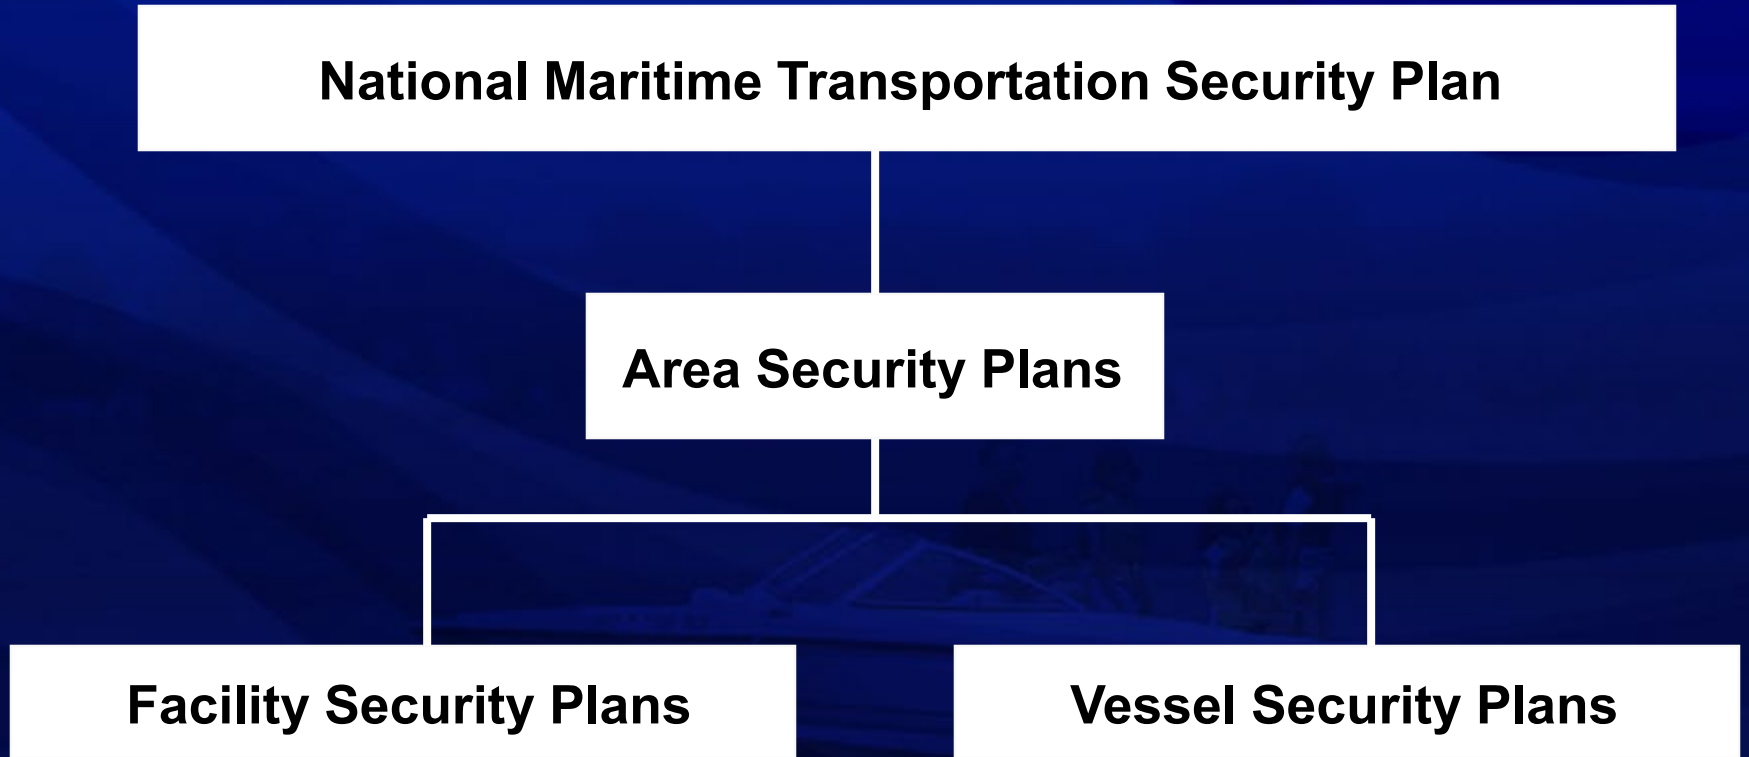 National Maritime Transportation Security Plan
Area Security Plans
Facility Security Plans
Vessel Security Plans